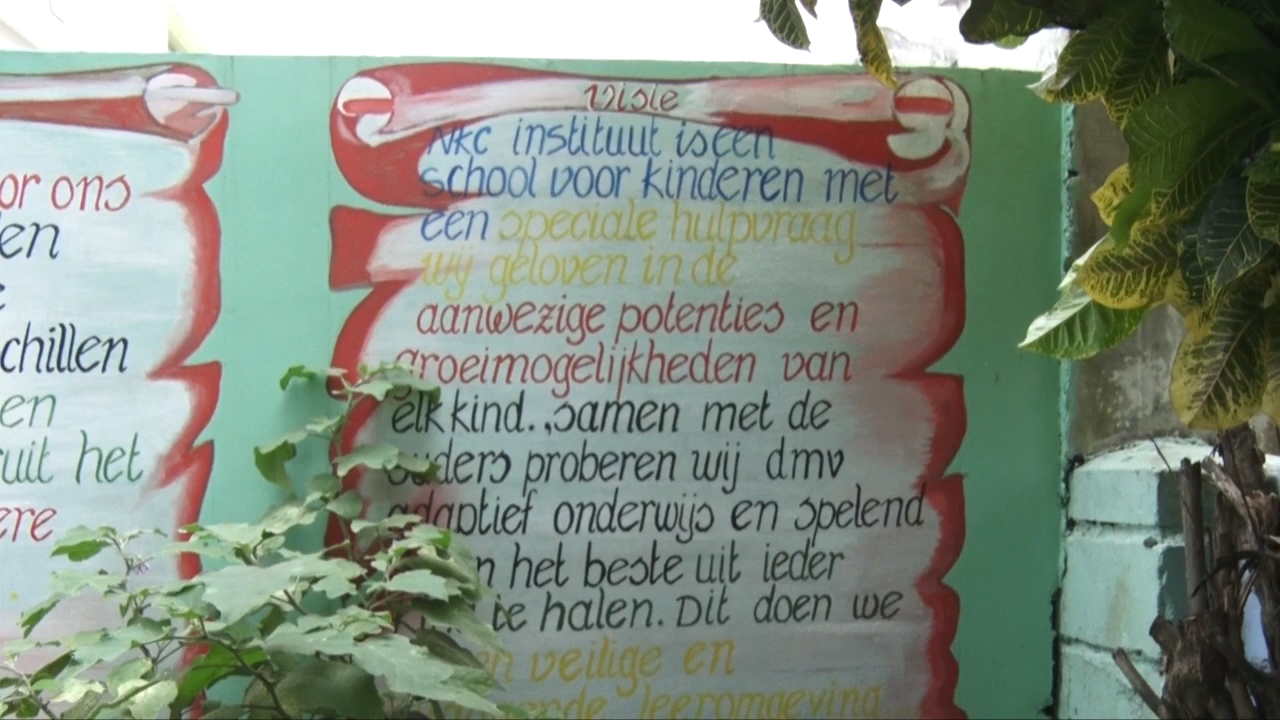 or ons
en
chillen
en
uit het
ere
Visie
NKC instituut is een
school voor kinderen met
een speciale hulpvraag
wij geloven in de
aanwezige potenties en
groeimogelijkheden van
elk kind., samen met de
ouders proberen wij dmv
adaptief onderwijs en spelend
het beste uit ieder
te halen. Dit doen we
veilige en
leeromgeving